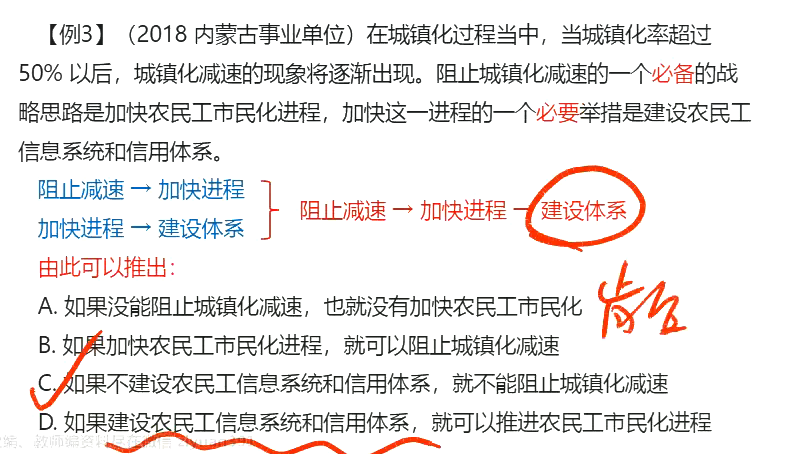 【例3】（2018 内蒙古事业单位）在城镇化过程当中，当城镇化率超过
50% 以后，城镇化减速的现象将逐渐出现。阻止城镇化减速的一个必备的战
略思路是加快农民工市民化进程，加快这一进程的一个必要举措是建设农民工
信息系统和信用体系。
阻止减速 → 加快进程
加快进程 → 建设体系
阻止减速 → 加快进程 → 建设体系
由此可以推出：
A. 如果没能阻止城镇化减速，也就没有加快农民工市民化
肯否
B. 如果加快农民工市民化进程，就可以阻止城镇化减速
C. 如果不建设农民工信息系统和信用体系，就不能阻止城镇化减速
D. 如果建设农民工信息系统和信用体系，就可以推进农民工市民化进程